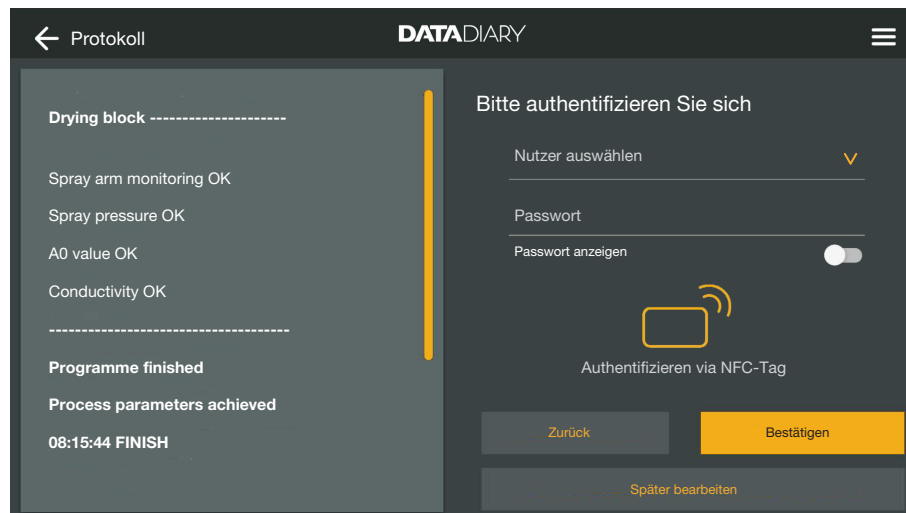 Protokoll
DATADIARY
Drying block ---------------------
Spray arm monitoring OK
Spray pressure OK
A0 value OK
Conductivity OK
-------------------------------------
Programme finished
Process parameters achieved
08:15:44 FINISH
Bitte authentifizieren Sie sich
Nutzer auswählen
Passwort
Passwort anzeigen
Authentifizieren via NFC-Tag
Zurück
Bestätigen
Später bearbeiten